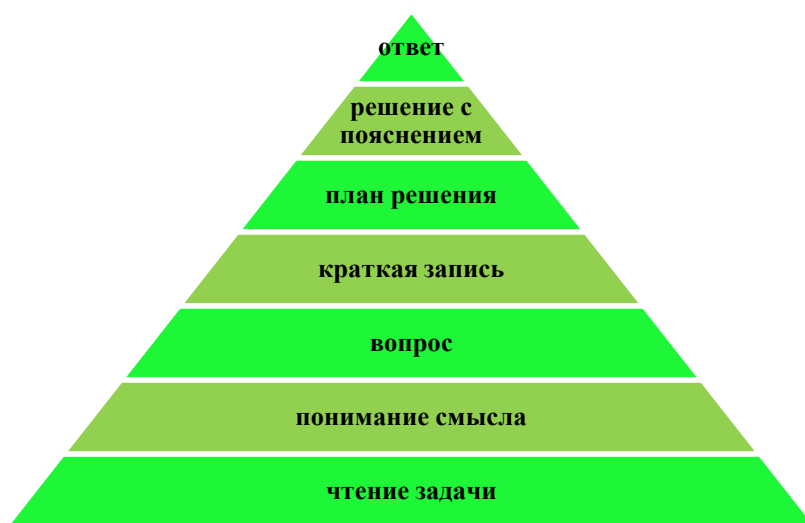 ответ
решение с
пояснением
план решения
краткая запись
вопрос
понимание смысла
чтение задачи